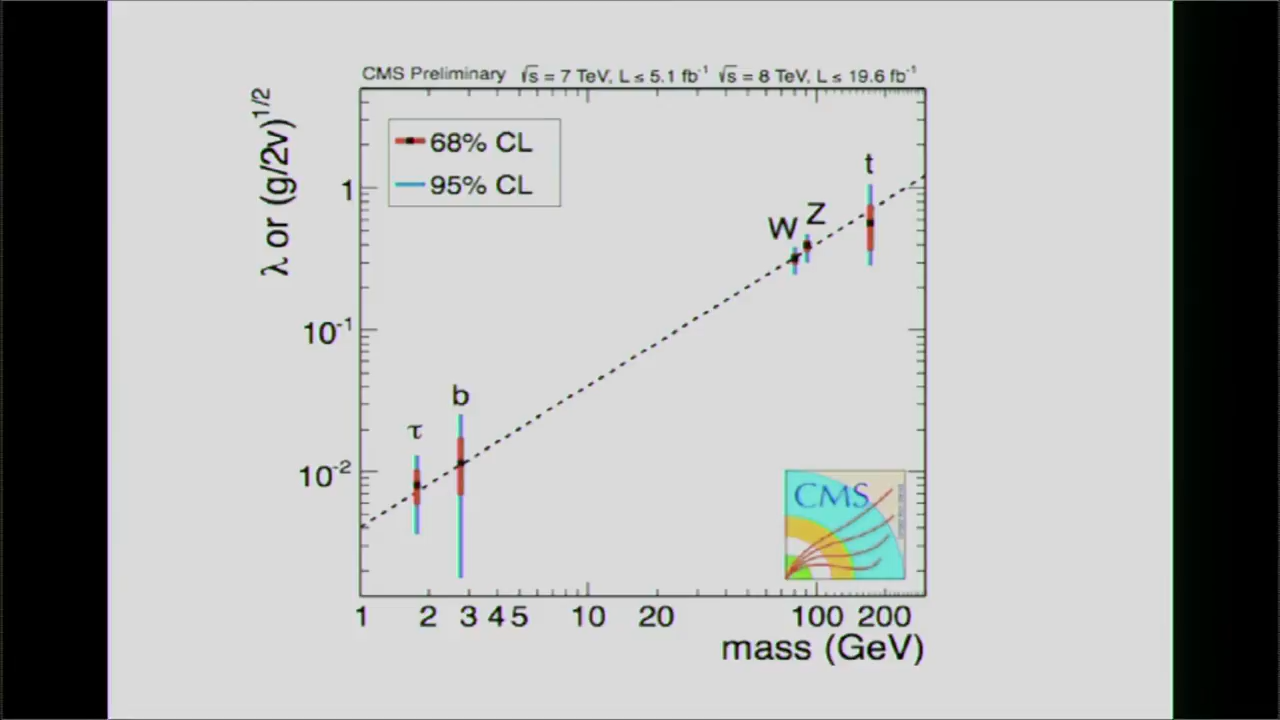 CMS Preliminary √s = 7 TeV, L ≤ 5.1 fb⁻¹ √s = 8 TeV, L ≤ 19.6 fb⁻¹
λ or (g/2v)^1/2
68% CL
95% CL
t
W Z
1
10⁻¹
b
τ
10⁻²
CMS
1 2 3 4 5 10 20 100 200
mass (GeV)